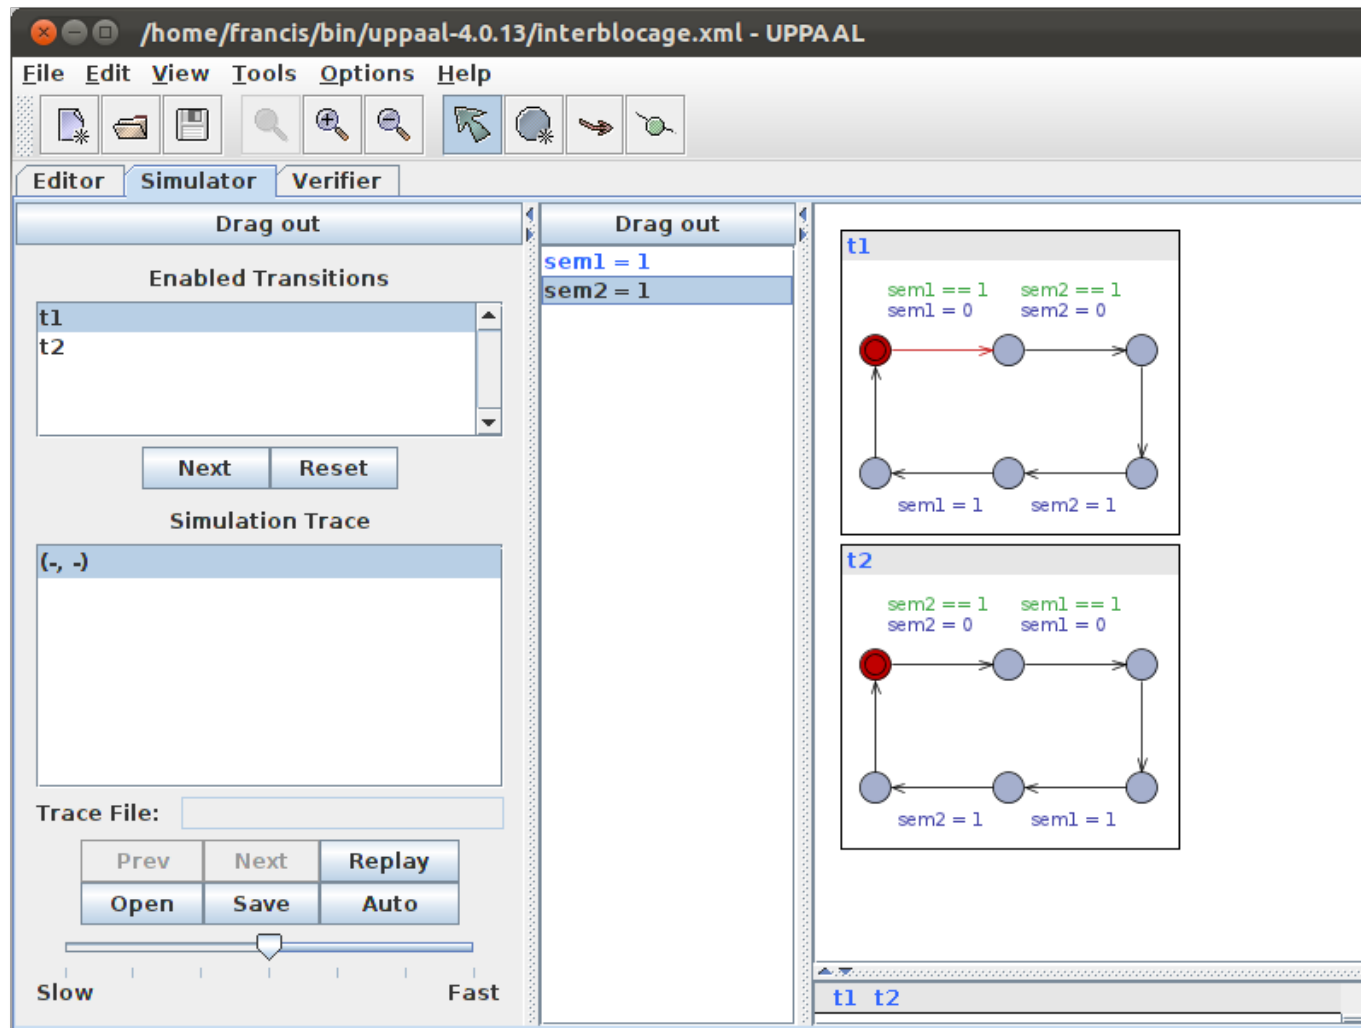 /home/francis/bin/uppaal-4.0.13/interblocage.xml - UPPAAL
File Edit View Tools Options Help
Editor Simulator Verifier
Drag out
Enabled Transitions
t1
t2
Next Reset
Simulation Trace
(-, -)
Trace File:
Prev Next Replay
Open Save Auto
Slow Fast
Drag out
sem1 = 1
sem2 = 1
t1
sem1 == 1 sem2 == 1
sem1 = 0 sem2 = 0
sem1 = 1 sem2 = 1
t2
sem2 == 1 sem1 == 1
sem2 = 0 sem1 = 0
sem2 = 1 sem1 = 1
t1 t2